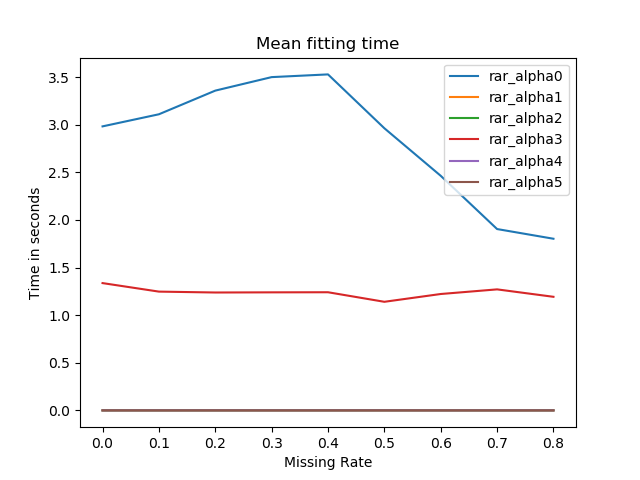 Mean fitting time
rar_alpha0
rar_alpha1
rar_alpha2
rar_alpha3
rar_alpha4
rar_alpha5
Time in seconds
3.5
3.0
2.5
2.0
1.5
1.0
0.5
0.0
0.0 0.1 0.2 0.3 0.4 0.5 0.6 0.7 0.8
Missing Rate